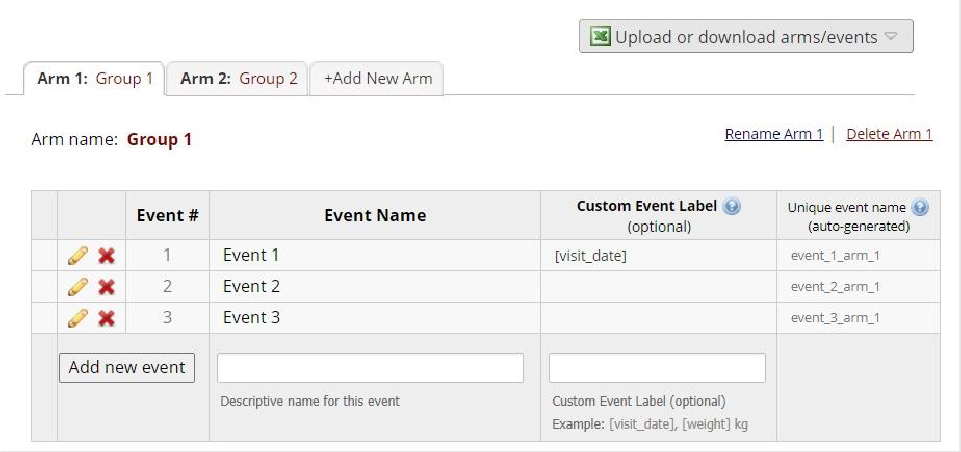 Upload or download arms/events
Arm 1: Group 1 Arm 2: Group 2 +Add New Arm
Arm name: Group 1 Rename Arm 1 | Delete Arm 1
Event # Event Name Custom Event Label ? (optional) Unique event name ? (auto-generated)
1 Event 1 [visit_date] event_1_arm_1
2 Event 2 event_2_arm_1
3 Event 3 event_3_arm_1
Add new event
Descriptive name for this event Custom Event Label (optional)
Example: [visit_date], [weight] kg